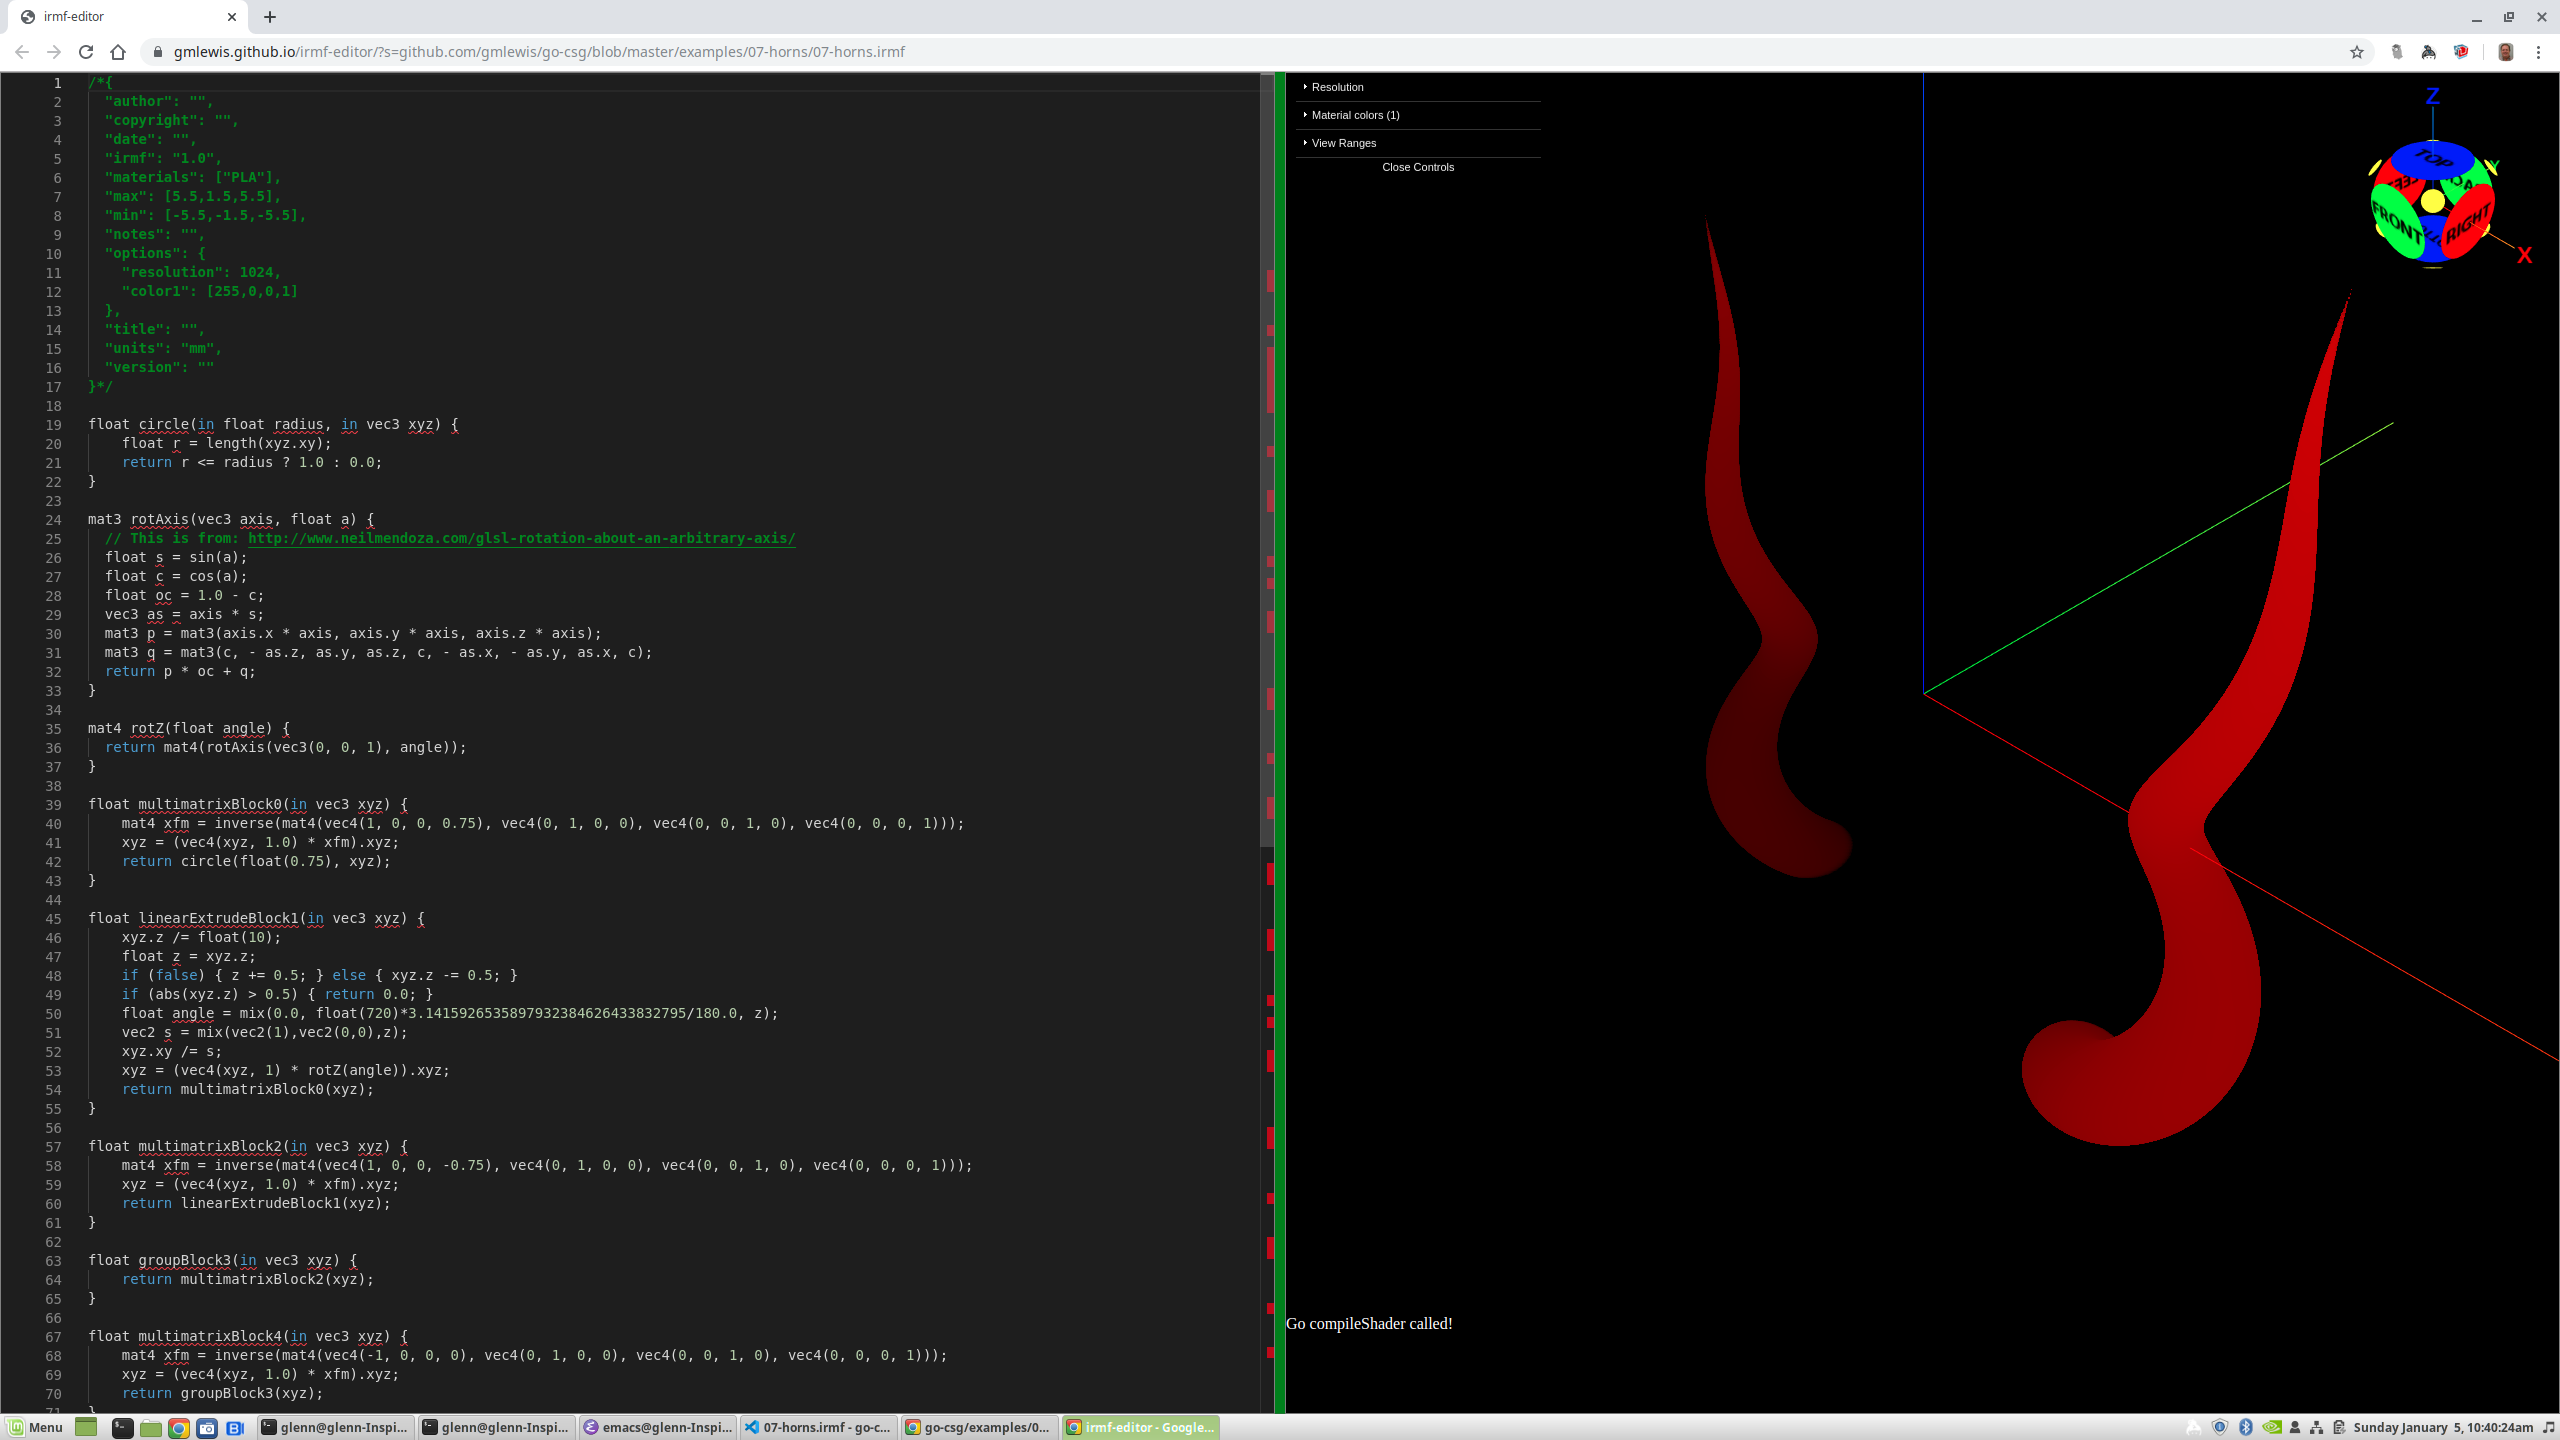 irmf-editor
gmlewis.github.io/irmf-editor/?s=github.com/gmlewis/go-csg/blob/master/examples/07-horns/07-horns.irmf
1 /*{
2 "author": "",
3 "copyright": "",
4 "date": "",
5 "irmf": "1.0",
6 "materials": ["PLA"],
7 "max": [5.5,1.5,5.5],
8 "min": [-5.5,-1.5,-5.5],
9 "notes": "",
10 "options": {
11 "resolution": 1024,
12 "color1": [255,0,0,1]
13 },
14 "title": "",
15 "units": "mm",
16 "version": ""
17 }*/
18
19 float circle(in float radius, in vec3 xyz) {
20 float r = length(xyz.xy);
21 return r <= radius ? 1.0 : 0.0;
22 }
23
24 mat3 rotAxis(vec3 axis, float a) {
25 // This is from: http://www.neilmendoza.com/glsl-rotation-about-an-arbitrary-axis/
26 float s = sin(a);
27 float c = cos(a);
28 float oc = 1.0 - c;
29 vec3 as = axis * s;
30 mat3 p = mat3(axis.x * axis, axis.y * axis, axis.z * axis);
31 mat3 q = mat3(c, - as.z, as.y, as.z, c, - as.x, - as.y, as.x, c);
32 return p * oc + q;
33 }
34
35 mat4 rotZ(float angle) {
36 return mat4(rotAxis(vec3(0, 0, 1), angle));
37 }
38
39 float multimatrixBlock0(in vec3 xyz) {
40 mat4 xfm = inverse(mat4(vec4(1, 0, 0, 0.75), vec4(0, 1, 0, 0), vec4(0, 0, 1, 0), vec4(0, 0, 0, 1)));
41 xyz = (vec4(xyz, 1.0) * xfm).xyz;
42 return circle(float(0.75), xyz);
43 }
44
45 float linearExtrudeBlock1(in vec3 xyz) {
46 xyz.z /= float(10);
47 float z = xyz.z;
48 if (false) { z += 0.5; } else { xyz.z -= 0.5; }
49 if (abs(xyz.z) > 0.5) { return 0.0; }
50 float angle = mix(0.0, float(720)*3.1415926535897932384626433832795/180.0, z);
51 vec2 s = mix(vec2(1),vec2(0,0),z);
52 xyz.xy /= s;
53 xyz = (vec4(xyz, 1) * rotZ(angle)).xyz;
54 return multimatrixBlock0(xyz);
55 }
56
57 float multimatrixBlock2(in vec3 xyz) {
58 mat4 xfm = inverse(mat4(vec4(1, 0, 0, -0.75), vec4(0, 1, 0, 0), vec4(0, 0, 1, 0), vec4(0, 0, 0, 1)));
59 xyz = (vec4(xyz, 1.0) * xfm).xyz;
60 return linearExtrudeBlock1(xyz);
61 }
62
63 float groupBlock3(in vec3 xyz) {
64 return multimatrixBlock2(xyz);
65 }
66
67 float multimatrixBlock4(in vec3 xyz) {
68 mat4 xfm = inverse(mat4(vec4(-1, 0, 0, 0), vec4(0, 1, 0, 0), vec4(0, 0, 1, 0), vec4(0, 0, 0, 1)));
69 xyz = (vec4(xyz, 1.0) * xfm).xyz;
70 return groupBlock3(xyz);
71 }
Resolution
Material colors (1)
View Ranges
Close Controls
Z
TOP
Y
FRONT
RIGHT
X
Go compileShader called!
Menu
glenn@glenn-Inspi...
glenn@glenn-Inspi...
emacs@glenn-Inspi...
07-horns.irmf - go-c...
go-csg/examples/0...
irmf-editor - Google...
Sunday January 5, 10:40:24am